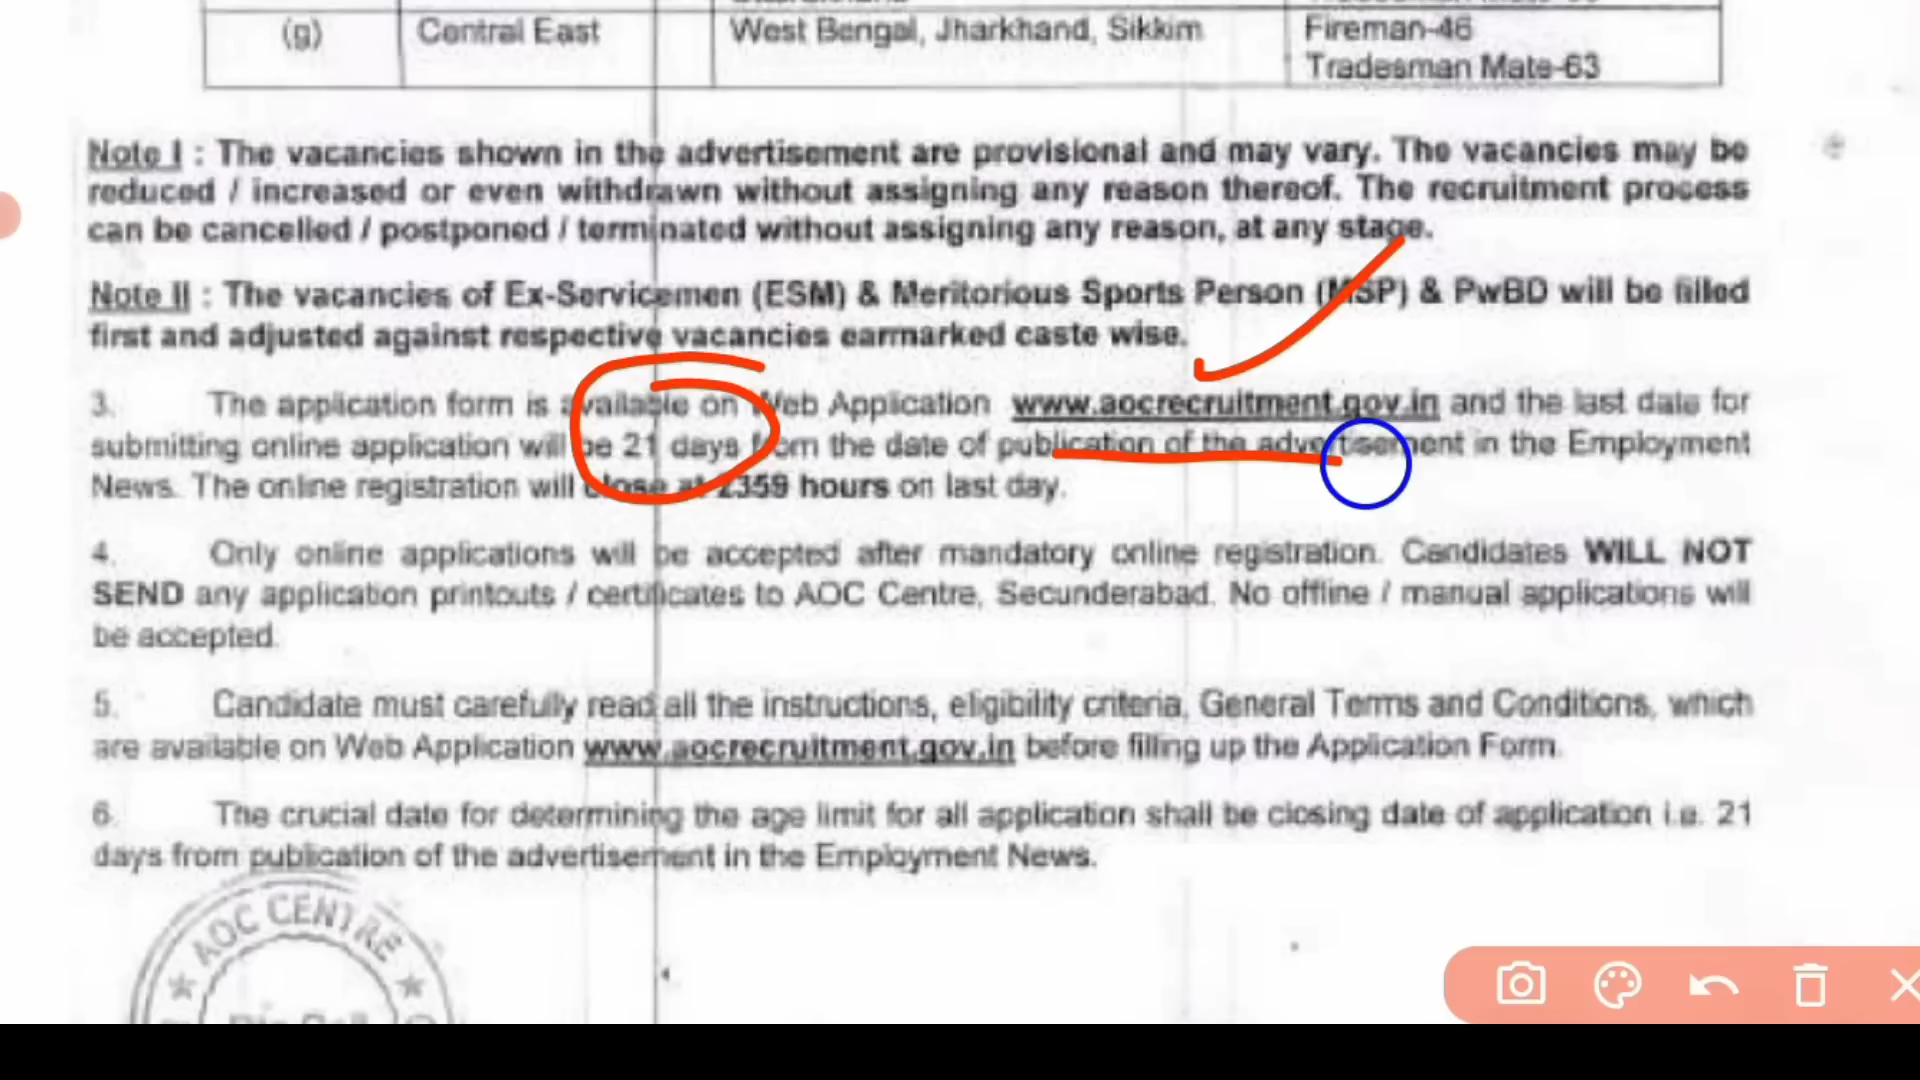 (g) Central East West Bengal, Jharkhand, Sikkim Fireman-46
Tradesman Mate-63
Note I : The vacancies shown in the advertisement are provisional and may vary. The vacancies may be
reduced / increased or even withdrawn without assigning any reason thereof. The recruitment process
can be cancelled / postponed / terminated without assigning any reason, at any stage.
Note II : The vacancies of Ex-Servicemen (ESM) & Meritorious Sports Person (MSP) & PwBD will be filled
first and adjusted against respective vacancies earmarked caste wise.
3. The application form is available on Web Application www.aocrecruitment.gov.in and the last date for
submitting online application will be 21 days from the date of publication of the advertisement in the Employment
News. The online registration will close at 2359 hours on last day.
4. Only online applications will be accepted after mandatory online registration. Candidates WILL NOT
SEND any application printouts / certificates to AOC Centre, Secunderabad. No offline / manual applications will
be accepted.
5. Candidate must carefully read all the instructions, eligibility criteria, General Terms and Conditions, which
are available on Web Application www.aocrecruitment.gov.in before filling up the Application Form.
6. The crucial date for determining the age limit for all application shall be closing date of application i.e. 21
days from publication of the advertisement in the Employment News.
AOC CENTRE